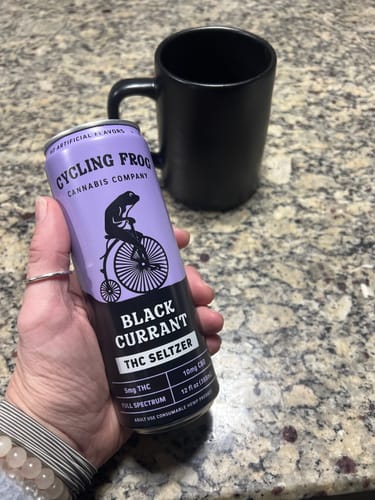 NO ARTIFICIAL FLAVORS
CYCLING FROG
CANNABIS COMPANY
BLACK
CURRANT
THC SELTZER
5mg THC
10mg CBD
FULL SPECTRUM
12 fl oz
ADULT USE CONSUMABLE HEMP PRODUCT